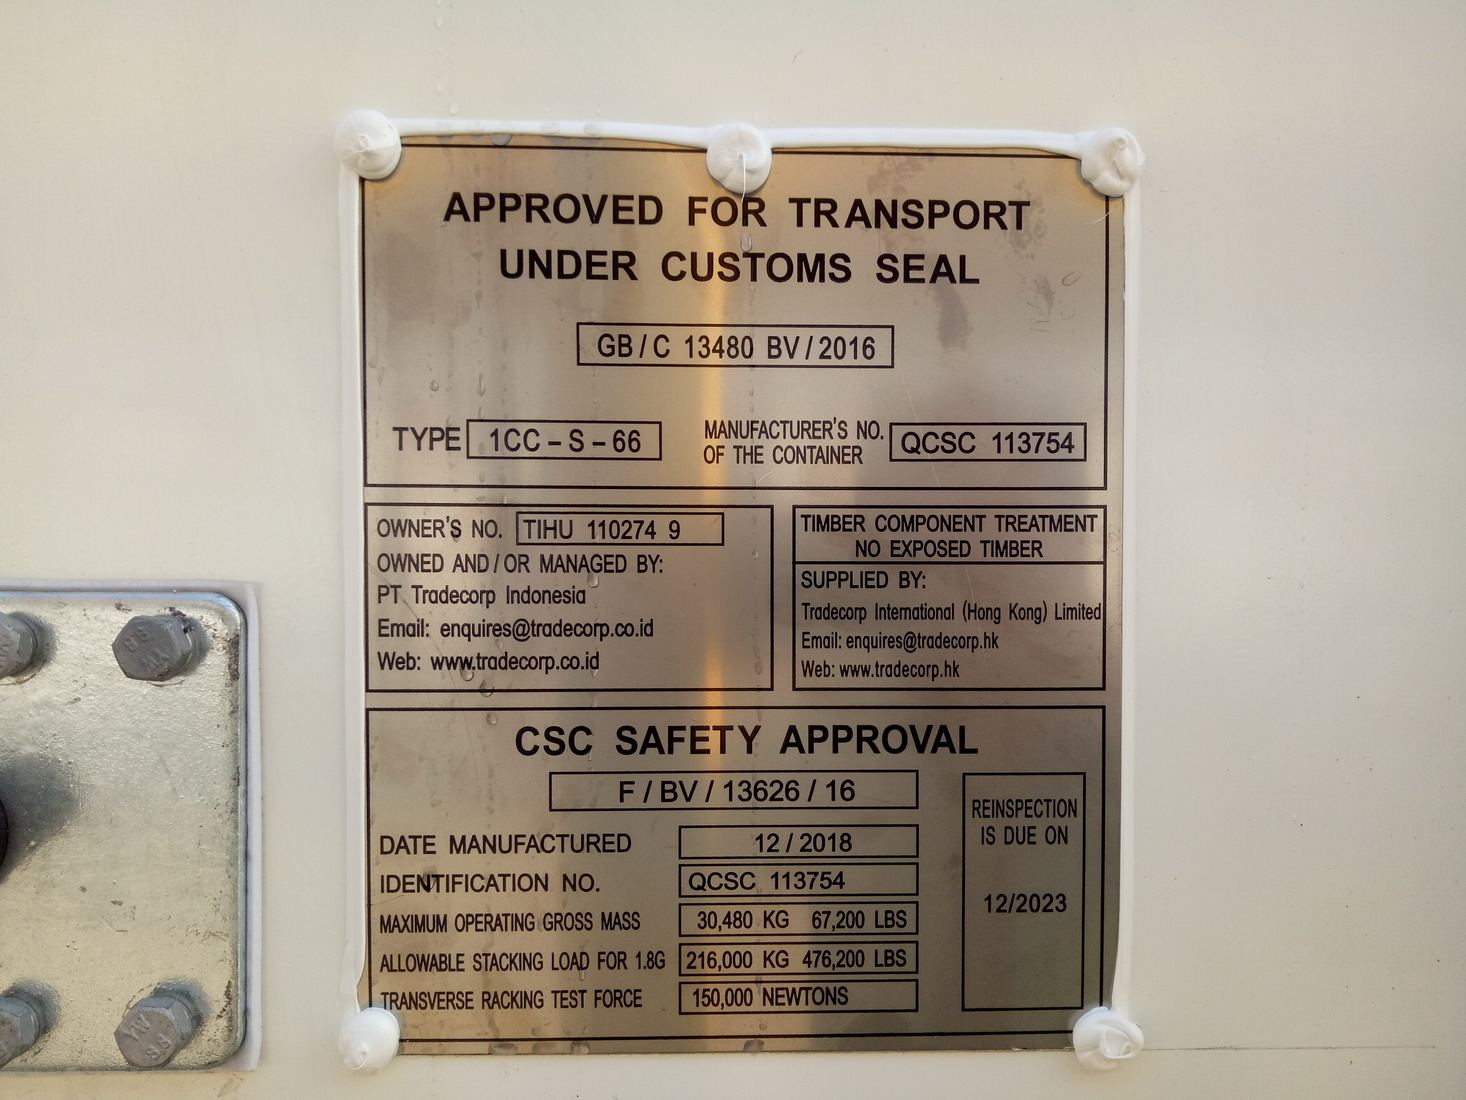 APPROVED FOR TRANSPORT
UNDER CUSTOMS SEAL
GB/C 13480 BV/2016
TYPE 1CC-S-66
MANUFACTURER'S NO.
OF THE CONTAINER
QCSC 113754
OWNER'S NO. TIHU 110274 9
OWNED AND/OR MANAGED BY:
PT Tradecorp Indonesia
Email: enquires@tradecorp.co.id
Web: www.tradecorp.co.id
TIMBER COMPONENT TREATMENT
NO EXPOSED TIMBER
SUPPLIED BY:
Tradecorp International (Hong Kong) Limited
Email: enquires@tradecorp.hk
Web: www.tradecorp.hk
CSC SAFETY APPROVAL
F/BV/13626/16
DATE MANUFACTURED 12/2018
IDENTIFICATION NO. QCSC 113754
MAXIMUM OPERATING GROSS MASS 30,480 KG 67,200 LBS
ALLOWABLE STACKING LOAD FOR 1.8G 216,000 KG 476,200 LBS
TRANSVERSE RACKING TEST FORCE 150,000 NEWTONS
REINSPECTION
IS DUE ON
12/2023
8.8